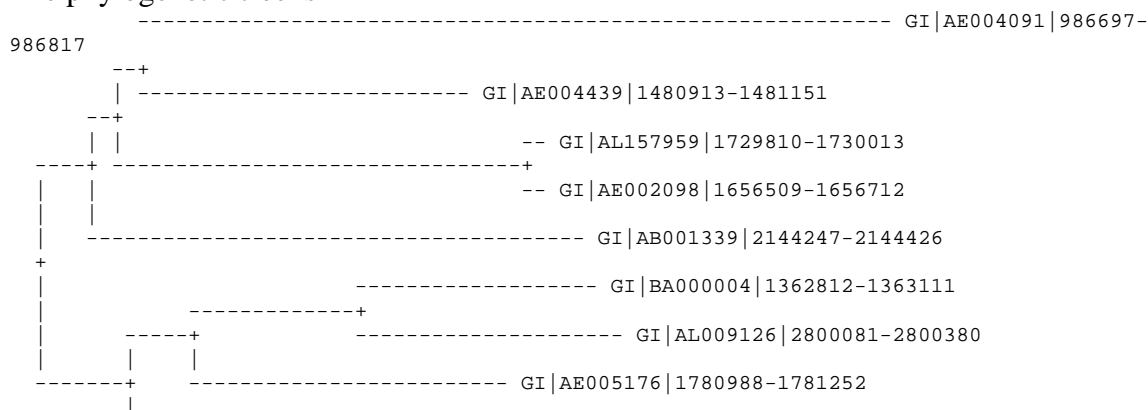 The phylogenetic tree is
GI|AE004091|986697-
986817
GI|AE004439|1480913-1481151
GI|AL157959|1729810-1730013
GI|AE002098|1656509-1656712
GI|AB001339|2144247-2144426
GI|BA000004|1362812-1363111
GI|AL009126|2800081-2800380
GI|AE005176|1780988-1781252